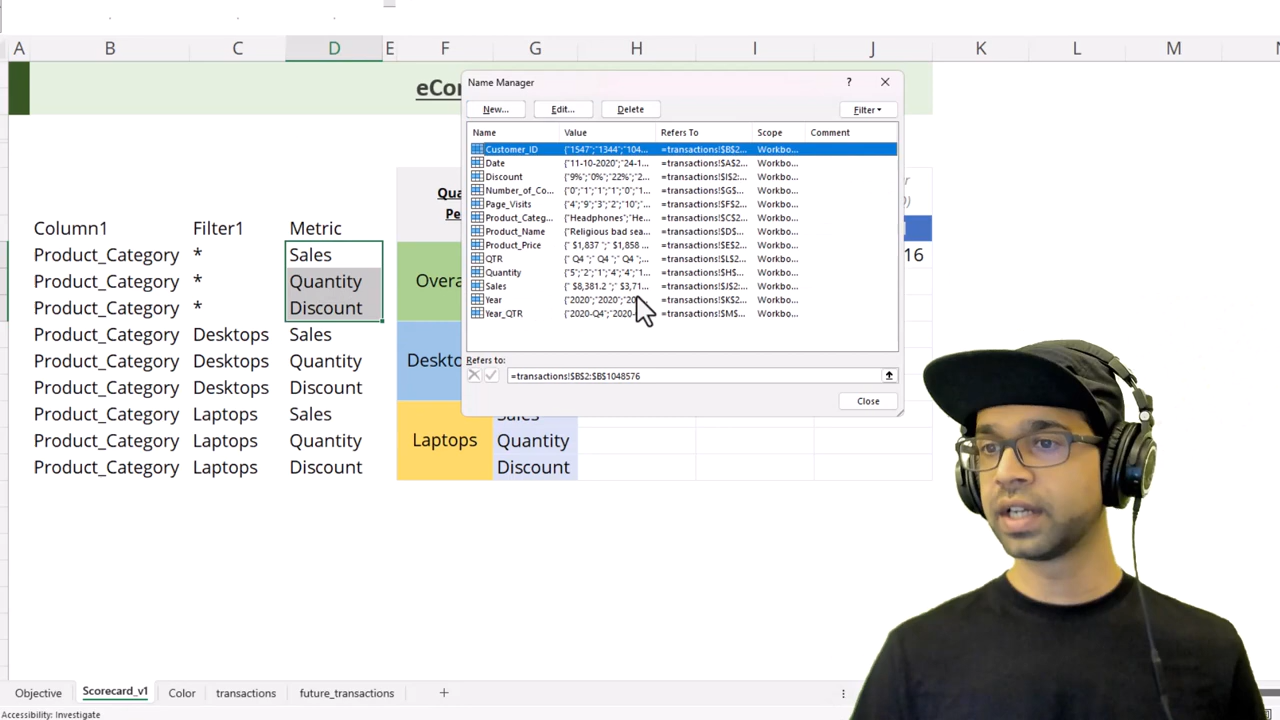 A B C D E F G H I J K L M
eCo
Name Manager ? ×
New... Edit... Delete Filter
Name Value Refers To Scope Comment
Customer_ID {"1547";"1344";"104... =transactions!$B$2... Workbo...
Date {"11-10-2020";"24-1... =transactions!$A$2... Workbo...
Discount {"9%";"0%";"22%";"2... =transactions!$I$2:... Workbo...
Number_of_Co... {"0";"1";"1";"1";"0";"1... =transactions!$G$... Workbo...
Page_Visits {"4";"9";"3";"2";"10";... =transactions!$F$2... Workbo...
Product_Categ... {"Headphones";"He... =transactions!$C$2... Workbo...
Product_Name {"Religious bad sea... =transactions!$D$... Workbo...
Product_Price {" $1,837 ";" $1,858 ... =transactions!$E$2... Workbo...
QTR {" Q4 ";" Q4 ";" Q4 ";... =transactions!$L$2... Workbo...
Quantity {"5";"2";"1";"4";"4";"1... =transactions!$H$... Workbo...
Sales {" $8,381.2 ";" $3,71... =transactions!$J$2... Workbo...
Year {"2020";"2020";"20 =transactions!$K$2... Workbo...
Year_QTR {"2020-Q4";"2020- =transactions!$M$... Workbo...
Refers to:
=transactions!$B$2:$B$1048576
Close
Column1 Filter1 Metric
Product_Category * Sales 16
Product_Category * Quantity Overa
Product_Category * Discount
Product_Category Desktops Sales
Product_Category Desktops Quantity Deskto
Product_Category Desktops Discount
Product_Category Laptops Sales Sales
Product_Category Laptops Quantity Laptops Quantity
Product_Category Laptops Discount Discount
Objective Scorecard_v1 Color transactions future_transactions +
Accessibility: Investigate